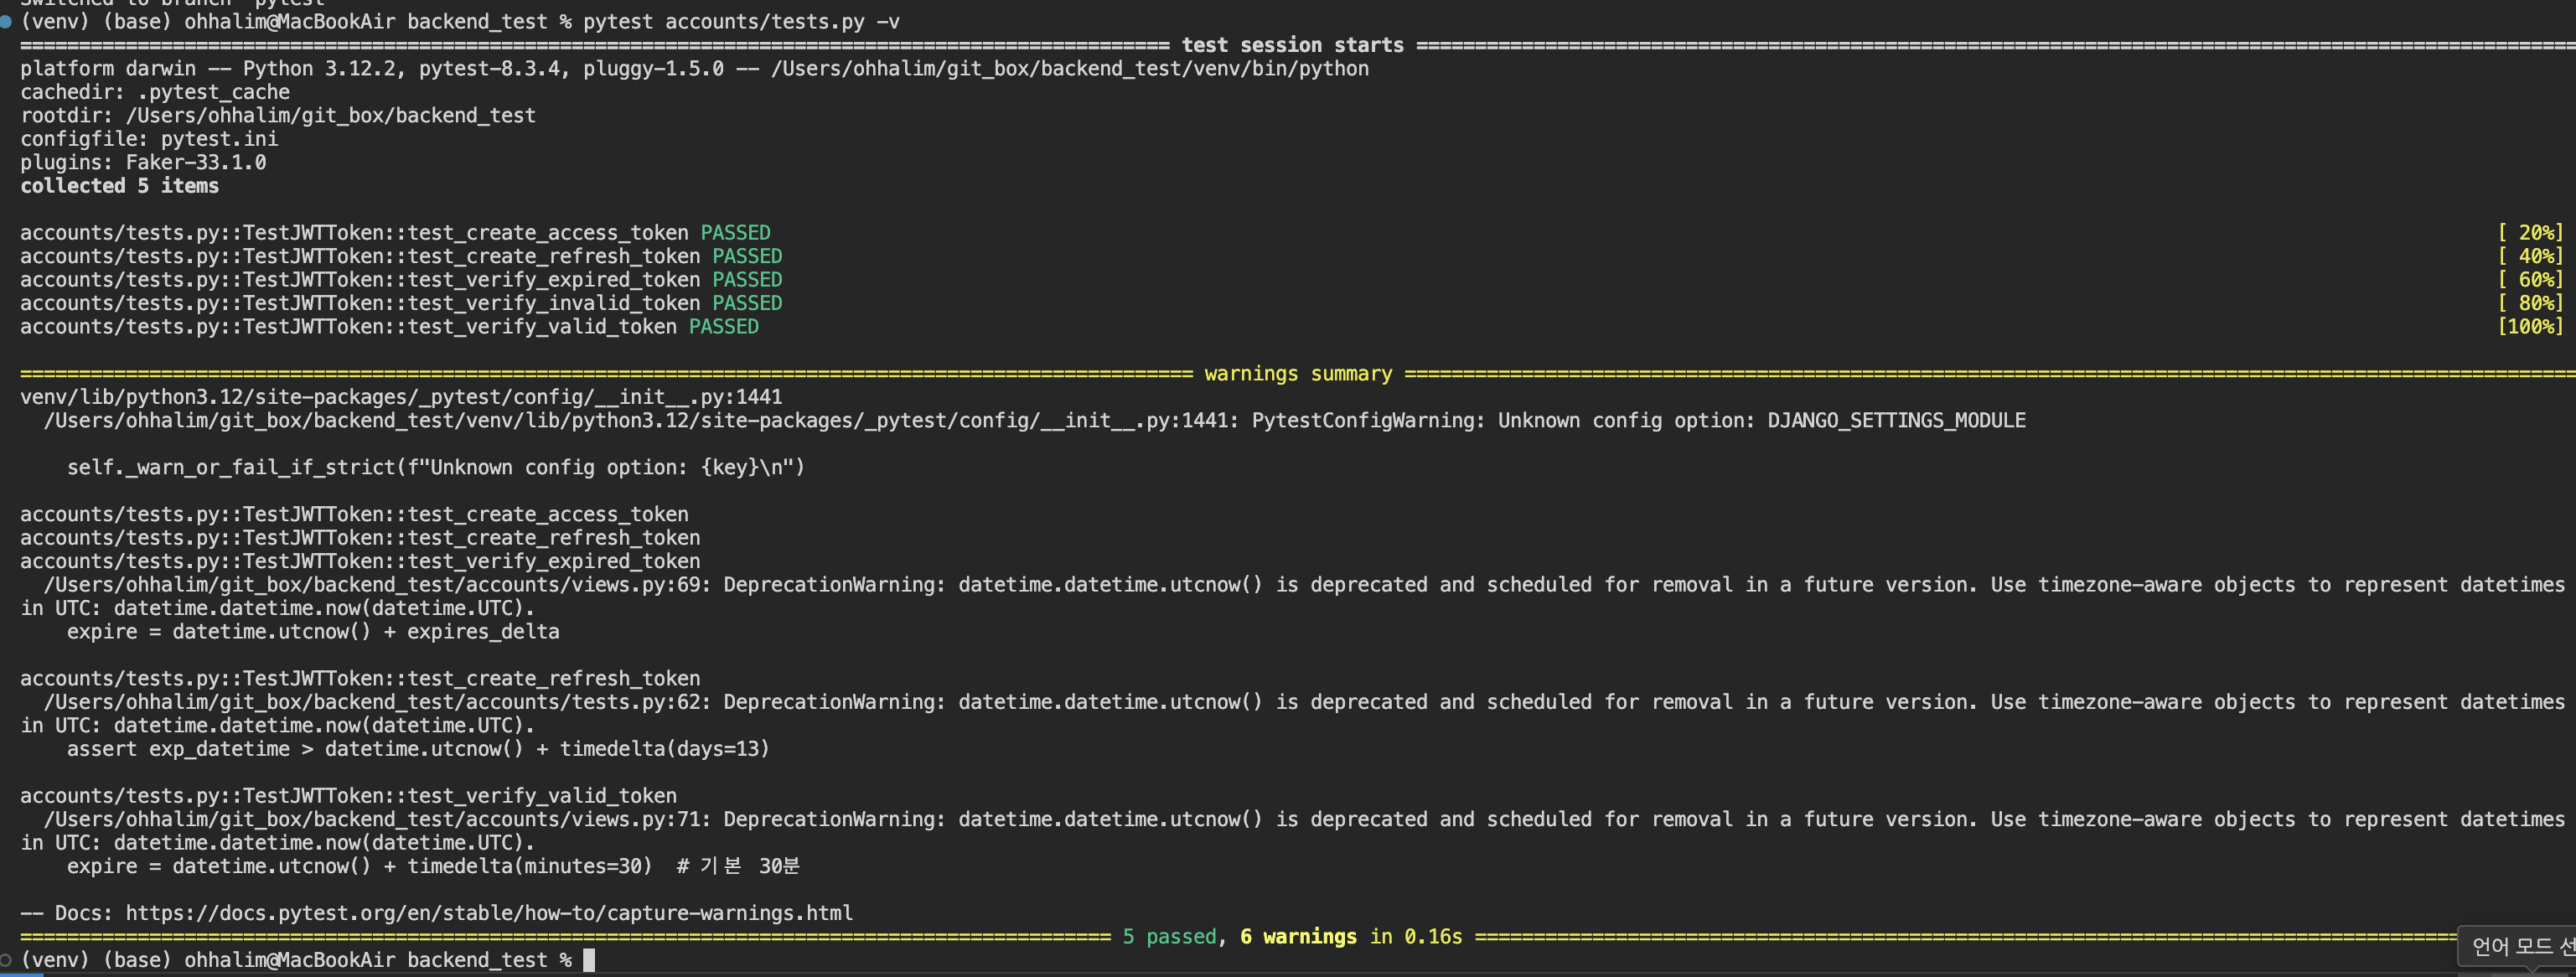 Switched to branch 'pytest'
(venv) (base) ohhalim@MacBookAir backend_test % pytest accounts/tests.py -v
================ test session starts ================
platform darwin -- Python 3.12.2, pytest-8.3.4, pluggy-1.5.0 -- /Users/ohhalim/git_box/backend_test/venv/bin/python
cachedir: .pytest_cache
rootdir: /Users/ohhalim/git_box/backend_test
configfile: pytest.ini
plugins: Faker-33.1.0
collected 5 items
accounts/tests.py::TestJWTToken::test_create_access_token PASSED [ 20%]
accounts/tests.py::TestJWTToken::test_create_refresh_token PASSED [ 40%]
accounts/tests.py::TestJWTToken::test_verify_expired_token PASSED [ 60%]
accounts/tests.py::TestJWTToken::test_verify_invalid_token PASSED [ 80%]
accounts/tests.py::TestJWTToken::test_verify_valid_token PASSED [100%]
================ warnings summary ================
venv/lib/python3.12/site-packages/_pytest/config/__init__.py:1441
/Users/ohhalim/git_box/backend_test/venv/lib/python3.12/site-packages/_pytest/config/__init__.py:1441: PytestConfigWarning: Unknown config option: DJANGO_SETTINGS_MODULE
self._warn_or_fail_if_strict(f"Unknown config option: {key}\n")
accounts/tests.py::TestJWTToken::test_create_access_token
accounts/tests.py::TestJWTToken::test_create_refresh_token
accounts/tests.py::TestJWTToken::test_verify_expired_token
/Users/ohhalim/git_box/backend_test/accounts/views.py:69: DeprecationWarning: datetime.datetime.utcnow() is deprecated and scheduled for removal in a future version. Use timezone-aware objects to represent datetimes
in UTC: datetime.datetime.now(datetime.UTC).
expire = datetime.utcnow() + expires_delta
accounts/tests.py::TestJWTToken::test_create_refresh_token
/Users/ohhalim/git_box/backend_test/accounts/tests.py:62: DeprecationWarning: datetime.datetime.utcnow() is deprecated and scheduled for removal in a future version. Use timezone-aware objects to represent datetimes
in UTC: datetime.datetime.now(datetime.UTC).
assert exp_datetime > datetime.utcnow() + timedelta(days=13)
accounts/tests.py::TestJWTToken::test_verify_valid_token
/Users/ohhalim/git_box/backend_test/accounts/views.py:71: DeprecationWarning: datetime.datetime.utcnow() is deprecated and scheduled for removal in a future version. Use timezone-aware objects to represent datetimes
in UTC: datetime.datetime.now(datetime.UTC).
expire = datetime.utcnow() + timedelta(minutes=30)  # 기본 30분
-- Docs: https://docs.pytest.org/en/stable/how-to/capture-warnings.html
================ 5 passed, 6 warnings in 0.16s ================
(venv) (base) ohhalim@MacBookAir backend_test %
언어 모드 선